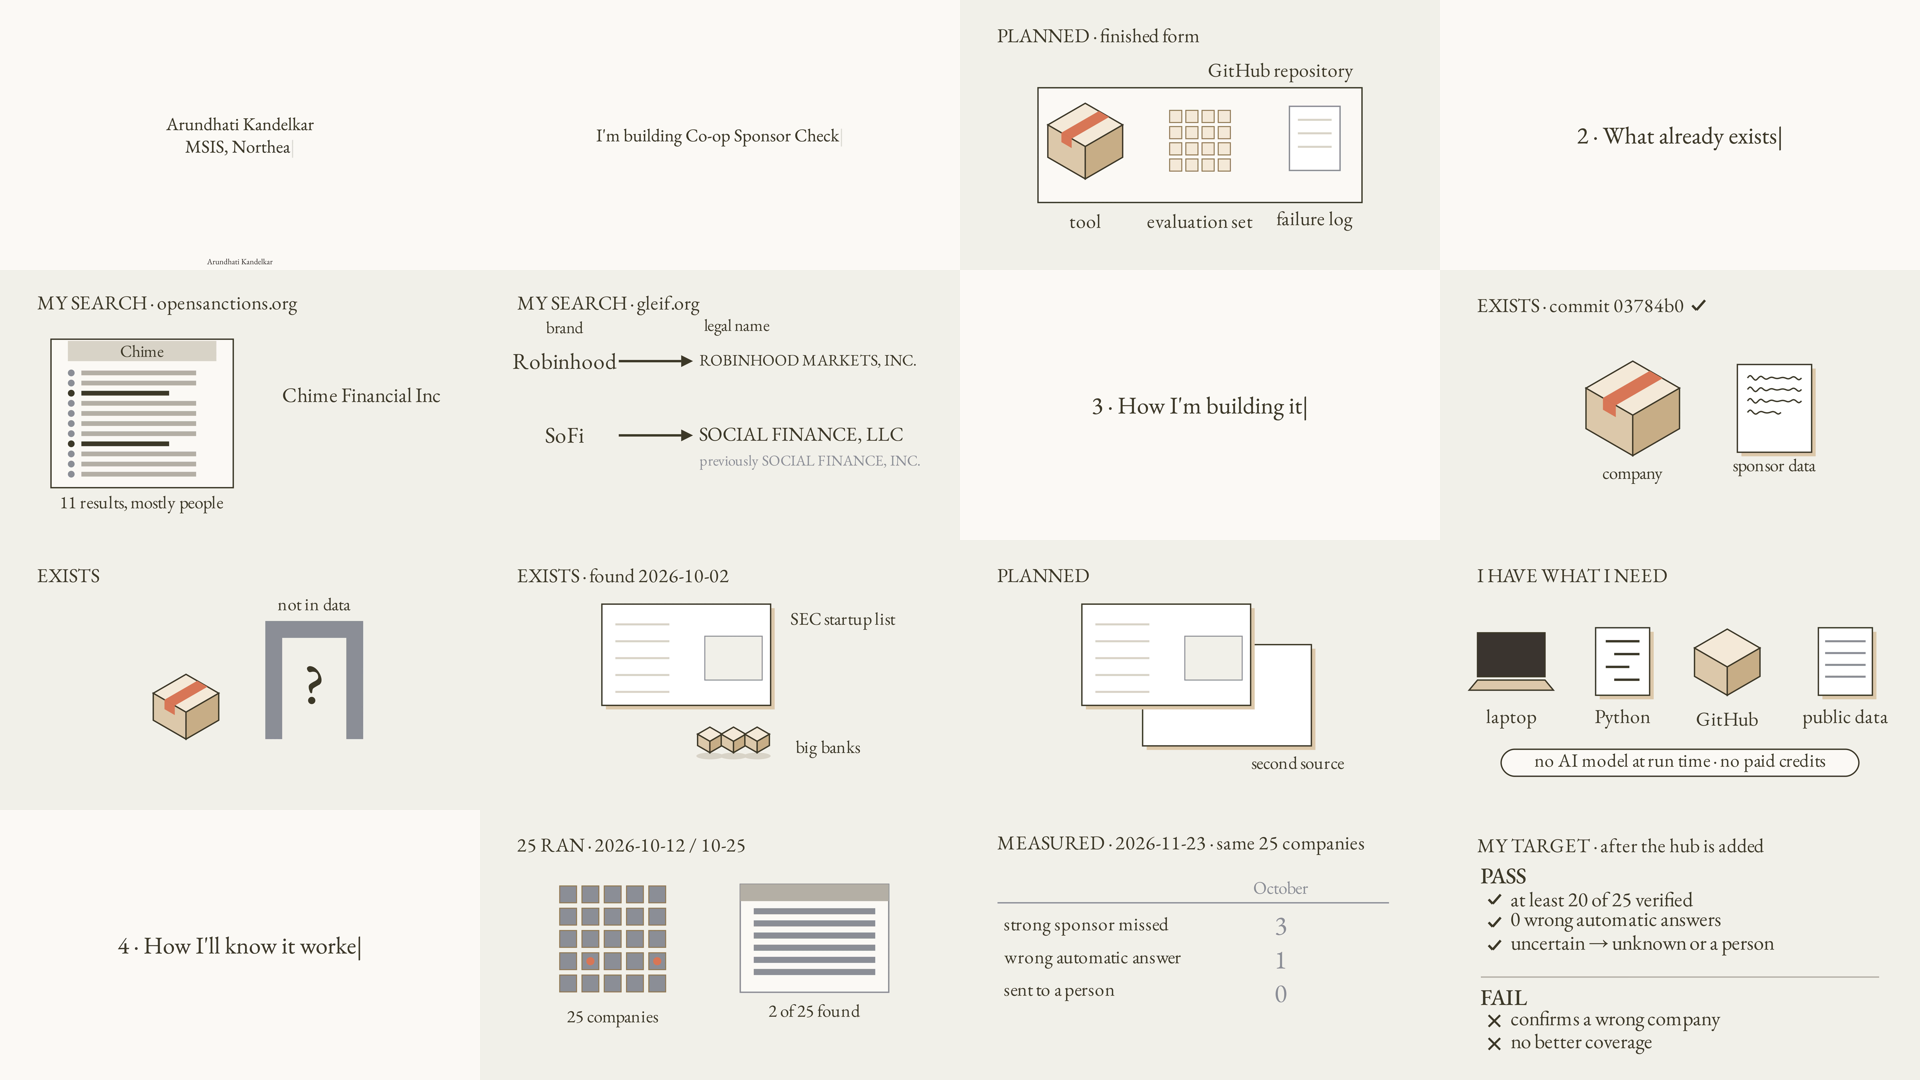 Arundhati Kandelkar
MSIS, Northea
Arundhati Kandelkar
I'm building Co-op Sponsor Check
PLANNED · finished form
GitHub repository
tool
evaluation set
failure log
2 · What already exists
MY SEARCH · opensanctions.org
Chime
Chime Financial Inc
11 results, mostly people
MY SEARCH · gleif.org
brand
legal name
Robinhood
ROBINHOOD MARKETS, INC.
SoFi
SOCIAL FINANCE, LLC
previously SOCIAL FINANCE, INC.
3 · How I'm building it
EXISTS · commit 03784b0 ✓
company
sponsor data
EXISTS
not in data
?
EXISTS · found 2026-10-02
SEC startup list
big banks
PLANNED
second source
I HAVE WHAT I NEED
laptop
Python
GitHub
public data
no AI model at run time · no paid credits
4 · How I'll know it worke
25 RAN · 2026-10-12 / 10-25
25 companies
2 of 25 found
MEASURED · 2026-11-23 · same 25 companies
October
strong sponsor missed 3
wrong automatic answer 1
sent to a person 0
MY TARGET · after the hub is added
PASS
✓ at least 20 of 25 verified
✓ 0 wrong automatic answers
✓ uncertain → unknown or a person
FAIL
✕ confirms a wrong company
✕ no better coverage